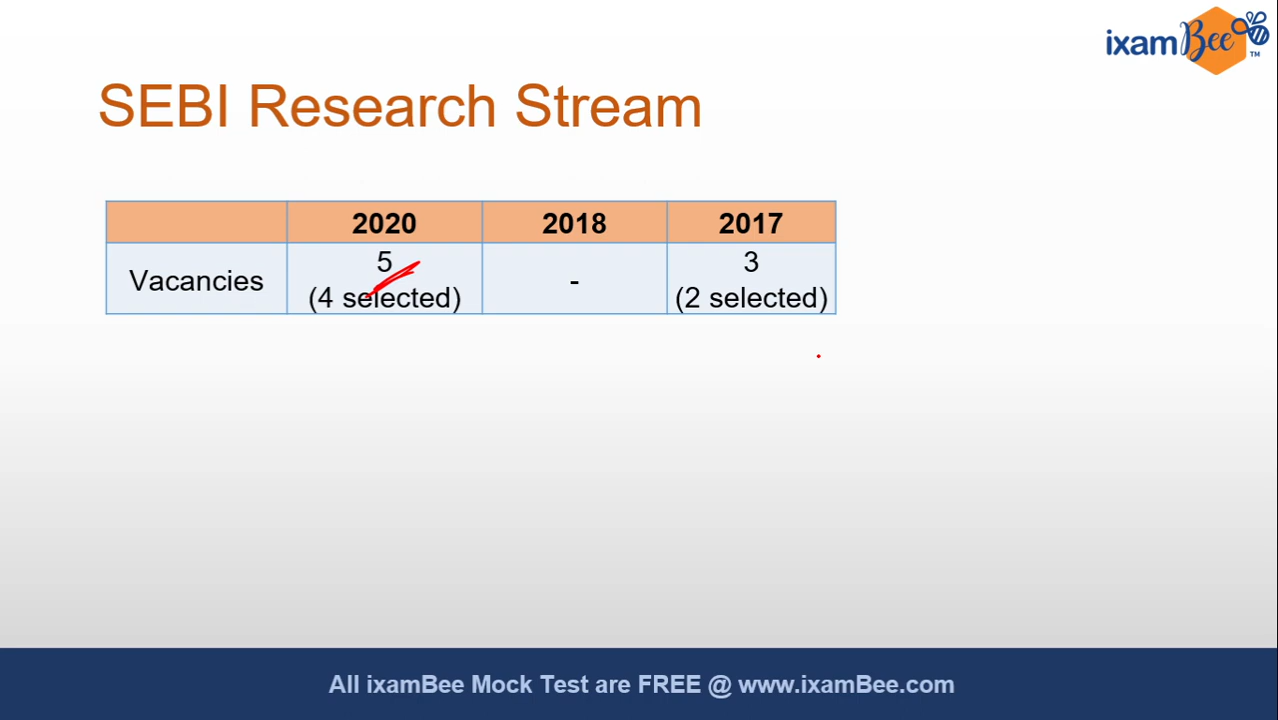 ixamBee™
SEBI Research Stream
2020 2018 2017
Vacancies 5 (4 selected) - 3 (2 selected)
All ixamBee Mock Test are FREE @ www.ixamBee.com